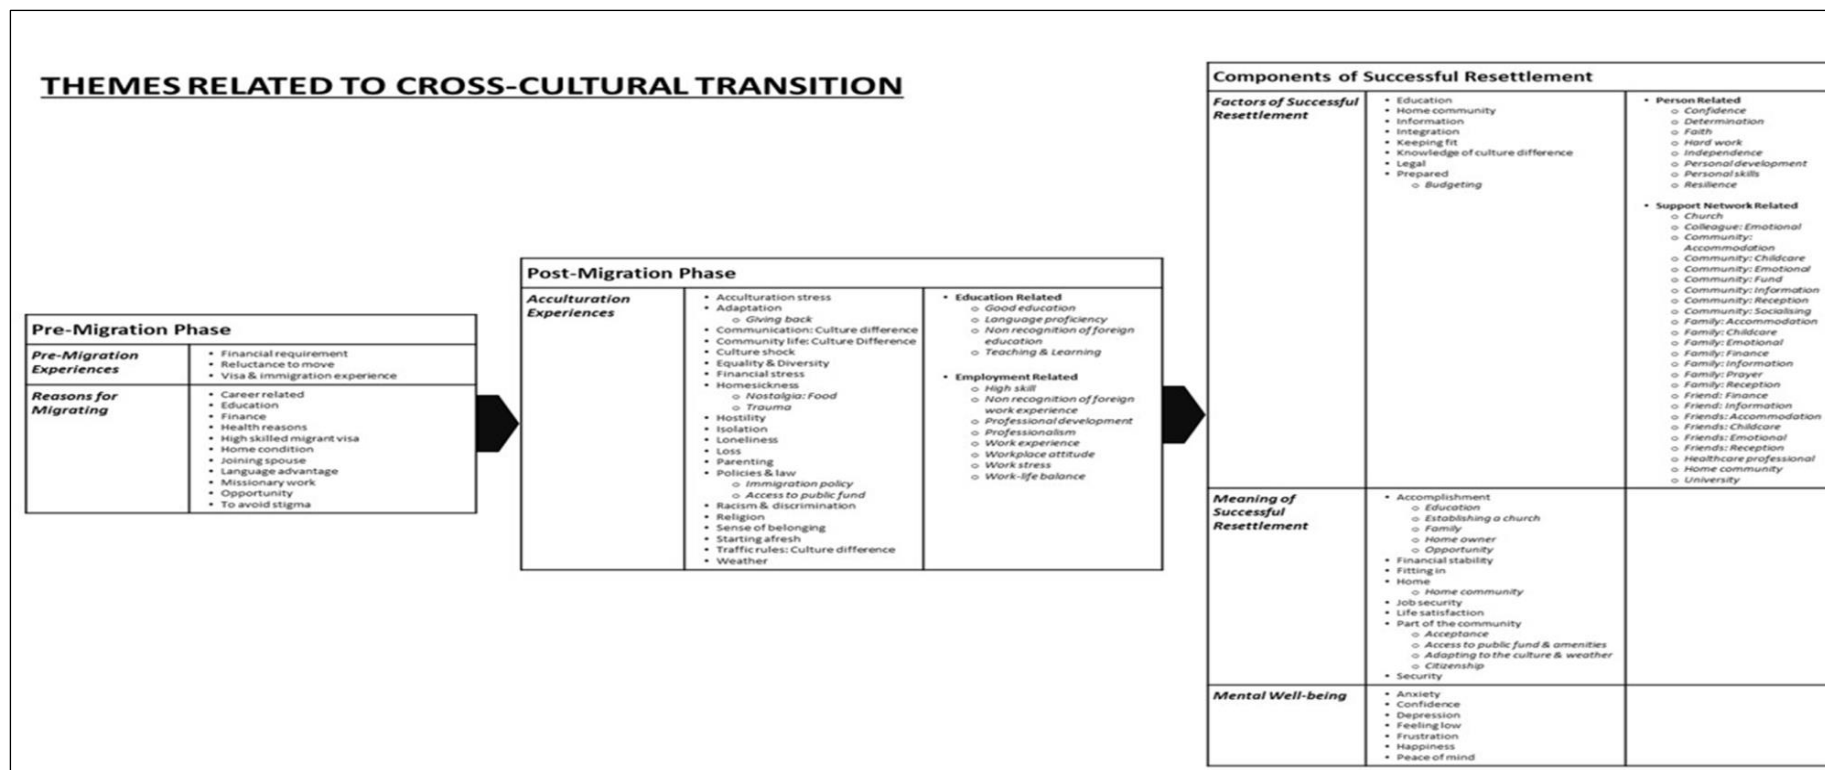 THEMES RELATED TO CROSS-CULTURAL TRANSITION
Pre-Migration Phase
Pre-Migration
Experiences
• Financial requirement
• Reluctance to move
• Visa & immigration experience
Reasons for
Migrating
• Career related
• Education
• Finance
• Health reasons
• High skilled migrant visa
• Home condition
• Joining spouse
• Language advantage
• Missionary work
• Opportunity
• To avoid stigma
Post-Migration Phase
Acculturation
Experiences
• Acculturation stress
• Adaptation
o Giving back
• Communication: Culture difference
• Community life: Culture Difference
• Culture shock
• Equality & Diversity
• Financial stress
• Homesickness
o Nostalgia: Food
o Trauma
• Hostility
• Isolation
• Loneliness
• Loss
• Parenting
• Policies & law
o Immigration policy
o Access to public fund
• Racism & discrimination
• Religion
• Sense of belonging
• Starting afresh
• Traffic rules: Culture difference
• Weather
• Education Related
o Good education
o Language proficiency
o Non recognition of foreign
education
o Teaching & Learning
• Employment Related
o High skill
o Non recognition of foreign
work experience
o Professional development
o Professionalism
o Work experience
o Workplace attitude
o Work stress
o Work-life balance
Components of Successful Resettlement
Factors of Successful
Resettlement
• Education
• Home community
• Information
• Integration
• Keeping fit
• Knowledge of culture difference
• Legal
• Prepared
o Budgeting
• Person Related
o Confidence
o Determination
o Faith
o Hard work
o Independence
o Personal development
o Personal skills
o Resilience
• Support Network Related
o Church
o Colleague: Emotional
o Community:
Accommodation
o Community: Childcare
o Community: Emotional
o Community: Fund
o Community: Information
o Community: Reception
o Community: Socialising
o Family: Accommodation
o Family: Childcare
o Family: Emotional
o Family: Finance
o Family: Information
o Family: Prayer
o Family: Reception
o Friend: Finance
o Friend: Information
o Friends: Accommodation
o Friends: Childcare
o Friends: Emotional
o Friends: Reception
o Healthcare professional
o Home community
o University
Meaning of
Successful
Resettlement
• Accomplishment
o Education
o Establishing a church
o Family
o Home owner
o Opportunity
• Financial stability
• Fitting in
• Home
o Home community
• Job security
• Life satisfaction
• Part of the community
o Acceptance
o Access to public fund & amenities
o Adapting to the culture & weather
o Citizenship
• Security
Mental Well-being
• Anxiety
• Confidence
• Depression
• Feeling low
• Frustration
• Happiness
• Peace of mind